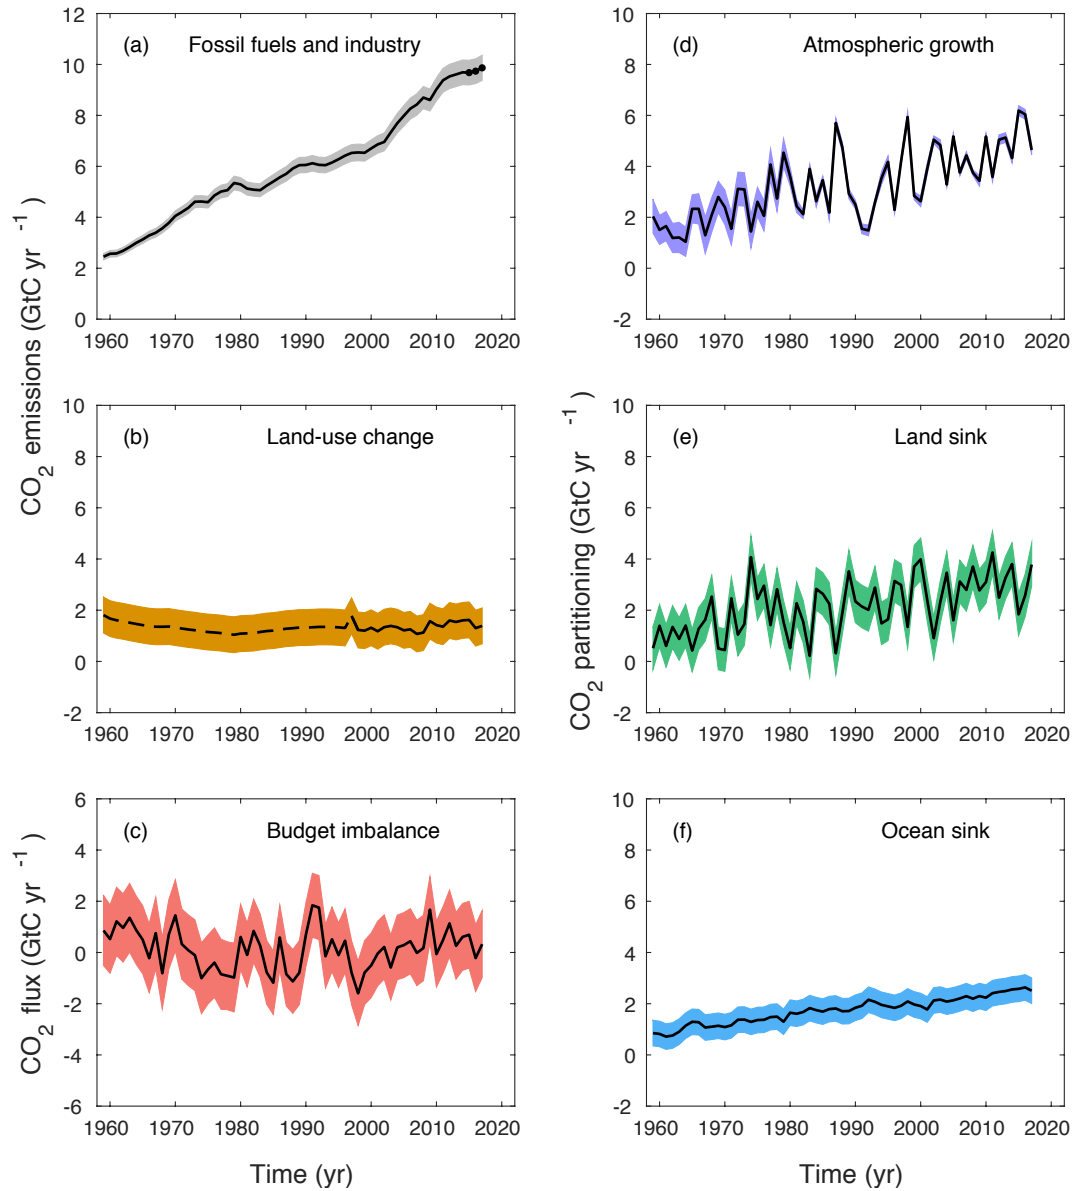 CO2 emissions (GtC yr -1)
(a) Fossil fuels and industry
12
10
8
6
4
2
0
1960 1970 1980 1990 2000 2010 2020
(b) Land-use change
10
8
6
4
2
0
-2
1960 1970 1980 1990 2000 2010 2020
CO2 flux (GtC yr -1)
(c) Budget imbalance
6
4
2
0
-2
-4
-6
1960 1970 1980 1990 2000 2010 2020
Time (yr)
CO2 partitioning (GtC yr -1)
(d) Atmospheric growth
10
8
6
4
2
0
-2
1960 1970 1980 1990 2000 2010 2020
(e) Land sink
10
8
6
4
2
0
-2
1960 1970 1980 1990 2000 2010 2020
(f) Ocean sink
10
8
6
4
2
0
-2
1960 1970 1980 1990 2000 2010 2020
Time (yr)